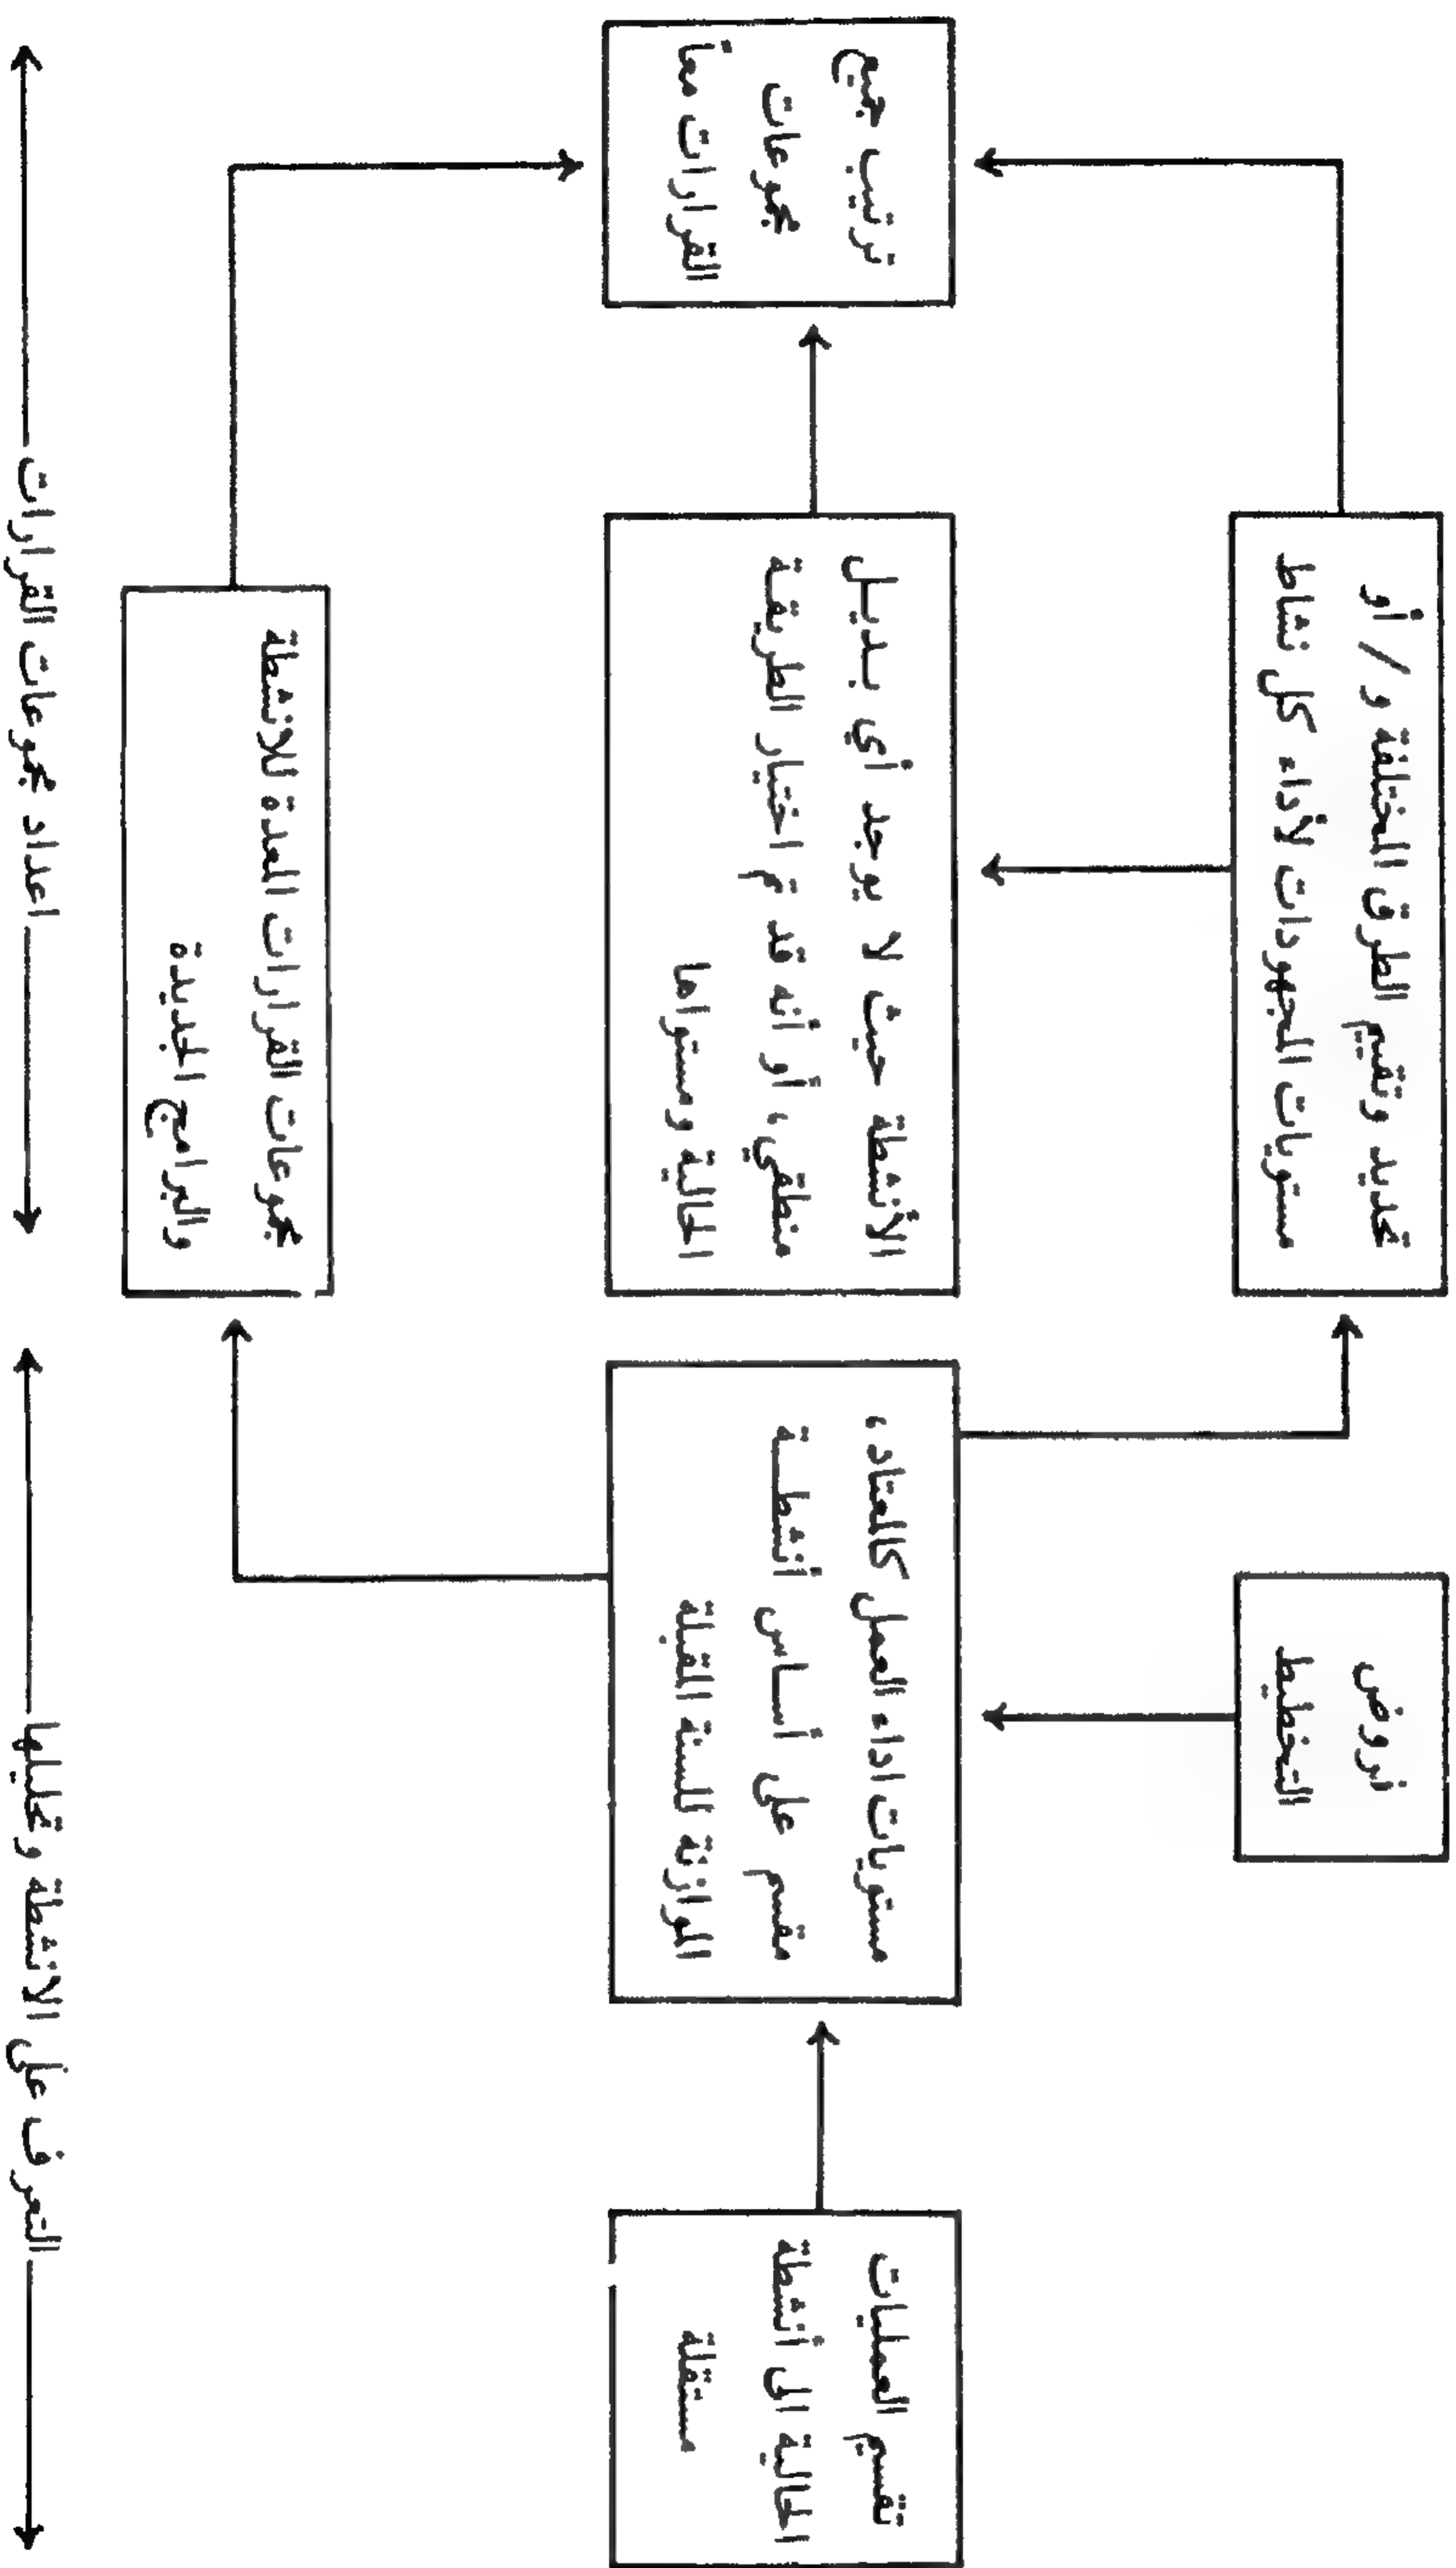 تقسيم العمليات
الحالية الى أنشطة
مستقلة
فروض
التخطيط
مستويات اداء العمل كالمعتاد،
مقسم على أساس أنشطة
الموازنة للسنة المقبلة
تحديد وتقييم الطرق المختلفة و / أو
مستويات المجهودات لأداء كل نشاط
الأنشطة حيث لا يوجد أي بديل
منطقي، أو أنه قد تم اختيار الطريقة
الحالية ومستواها
مجموعات القرارات المعدة للانشطة
والبرامج الجديدة
ترتيب جميع
مجموعات
القرارات معاً
التعرف على الانشطة وتحليلها
اعداد مجموعات القرارات